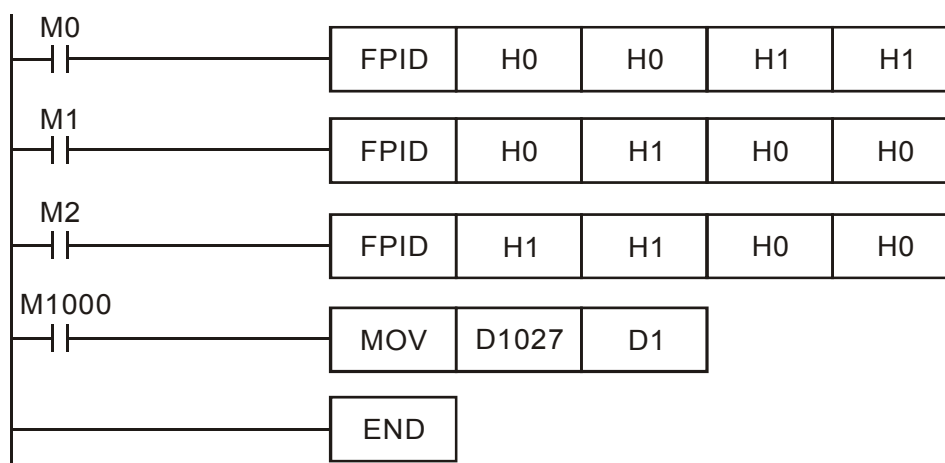 M0
FPID H0 H0 H1 H1
M1
FPID H0 H1 H0 H0
M2
FPID H1 H1 H0 H0
M1000
MOV D1027 D1
END